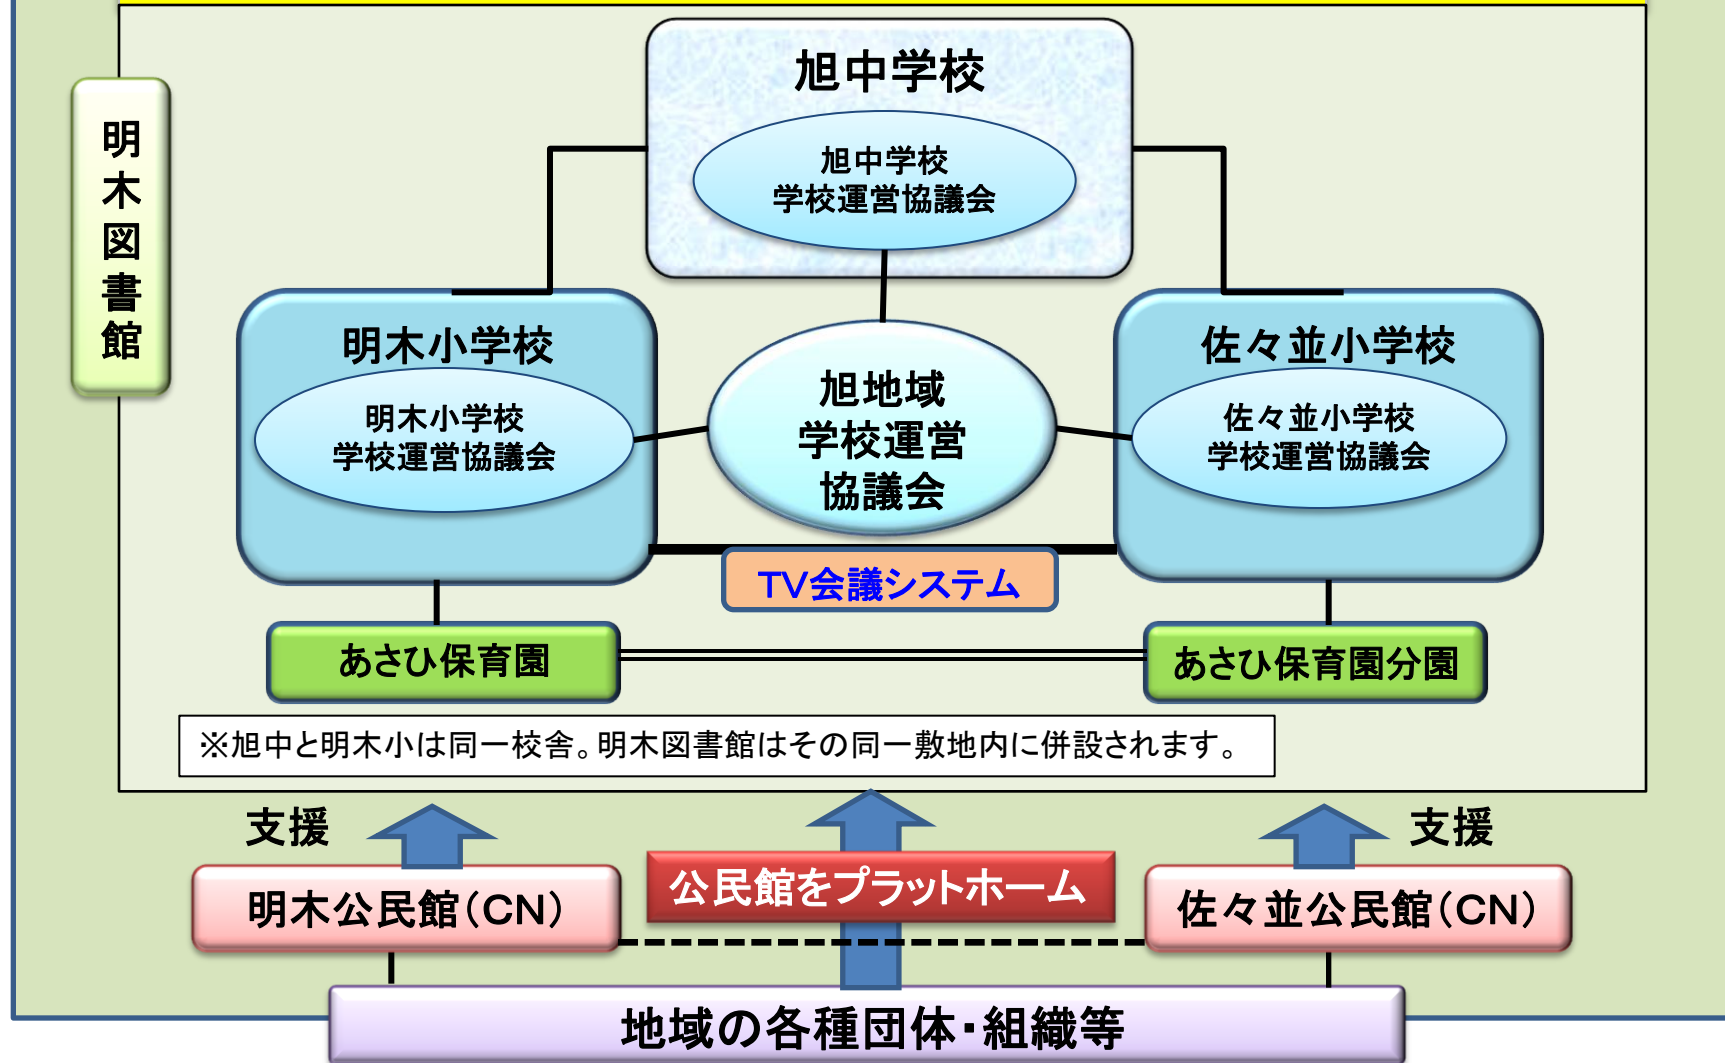 旭中学校
旭中学校
学校運営協議会
明木図書館
明木小学校
明木小学校
学校運営協議会
旭地域
学校運営
協議会
佐々並小学校
佐々並小学校
学校運営協議会
TV会議システム
あさひ保育園
あさひ保育園分園
※旭中と明木小は同一校舎。明木図書館はその同一敷地内に併設されます。
支援
支援
明木公民館(CN)
公民館をプラットホーム
佐々並公民館(CN)
地域の各種団体・組織等